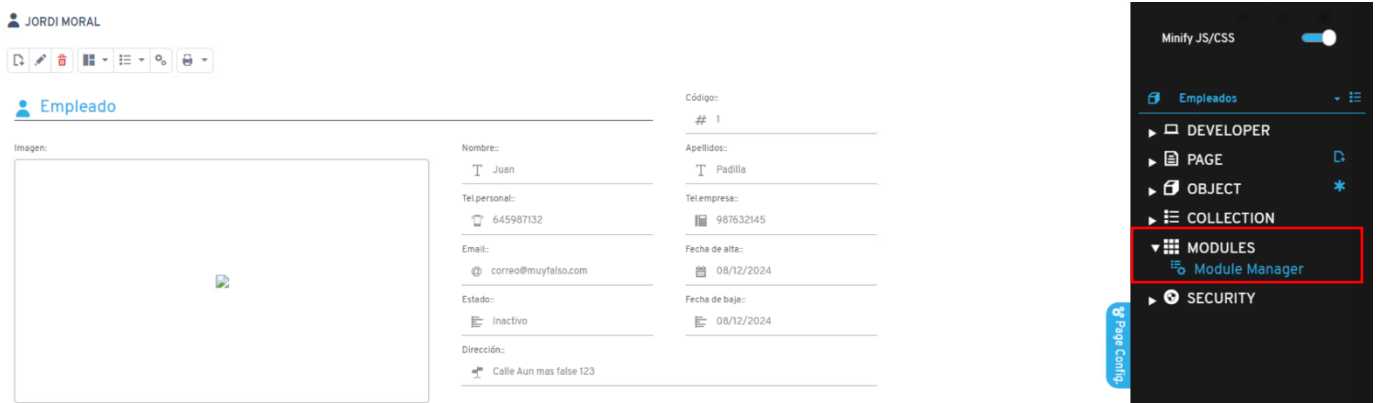 JORDI MORAL
Empleado
Código::
# 1
Imagen:
Nombre::
Juan
Apellidos::
Padilla
Tel.personal::
645987132
Tel.empresa::
987632145
Email::
@ correo@muyfalso.com
Fecha de alta::
08/12/2024
Estado::
Inactivo
Fecha de baja::
08/12/2024
Dirección::
Calle Aun mas false 123
Minify JS/CSS
Empleados
DEVELOPER
PAGE
OBJECT
COLLECTION
MODULES
Module Manager
SECURITY
Page Config.